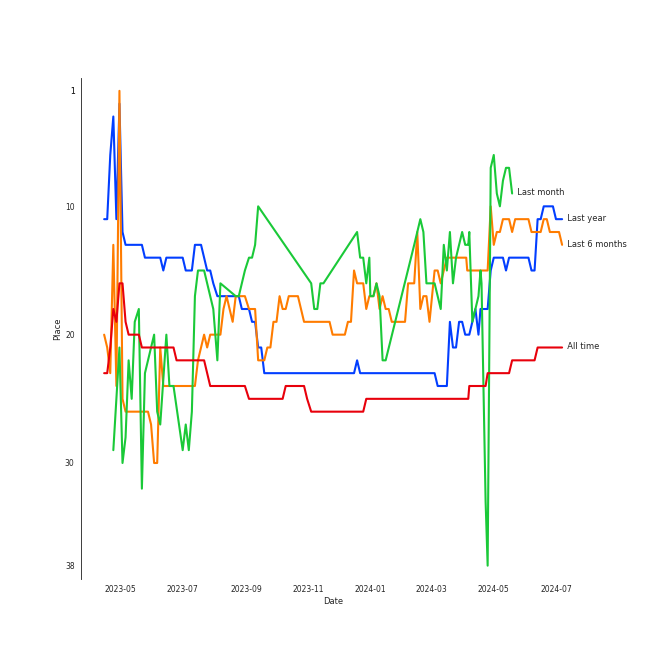 1
10
20
30
38
Place
Last month
Last year
Last 6 months
All time
2023-05 2023-07 2023-09 2023-11 2024-01 2024-03 2024-05 2024-07
Date